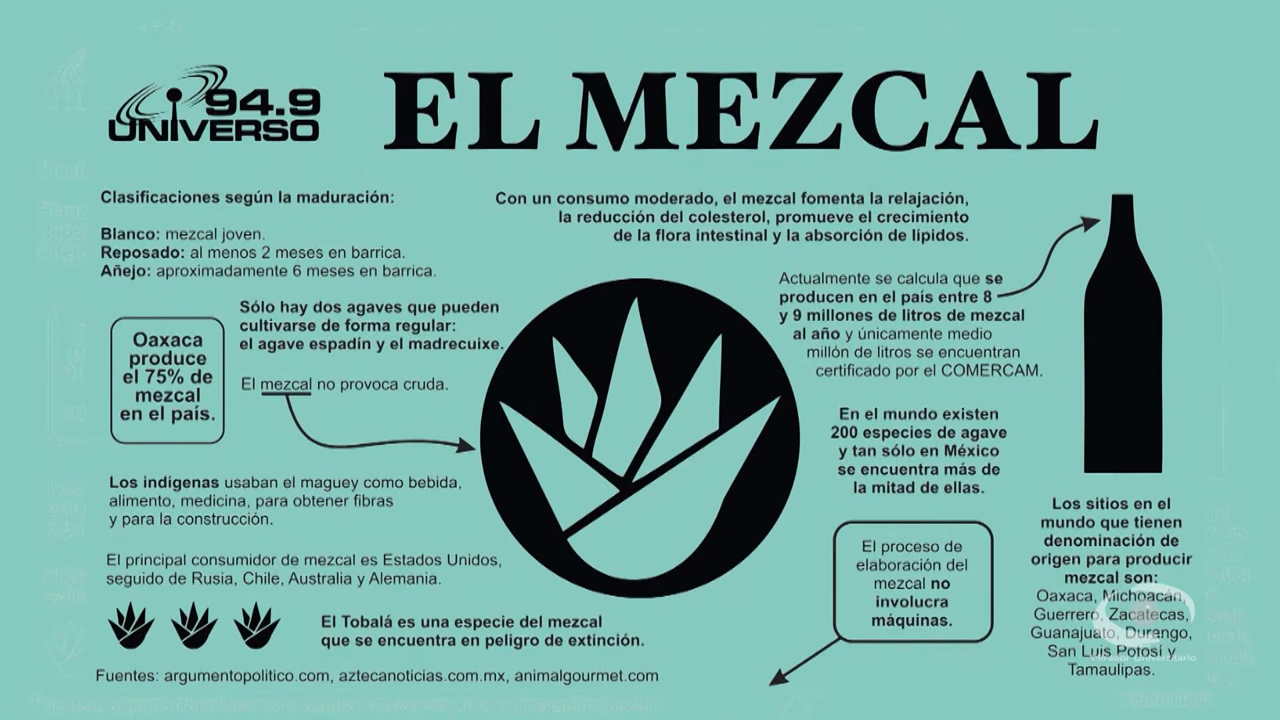 94.9
UNIVERSO
EL MEZCAL
Clasificaciones según la maduración:
Blanco: mezcal joven.
Reposado: al menos 2 meses en barrica.
Añejo: aproximadamente 6 meses en barrica.
Con un consumo moderado, el mezcal fomenta la relajación,
la reducción del colesterol, promueve el crecimiento
de la flora intestinal y la absorción de lípidos.
Sólo hay dos agaves que pueden
cultivarse de forma regular:
el agave espadín y el madrecuixe.
Oaxaca
produce
el 75% de
mezcal
en el país.
El mezcal no provoca cruda.
Actualmente se calcula que se
producen en el país entre 8
y 9 millones de litros de mezcal
al año y únicamente medio
millón de litros se encuentran
certificado por el COMERCAM.
En el mundo existen
200 especies de agave
y tan sólo en México
se encuentra más de
la mitad de ellas.
Los indígenas usaban el maguey como bebida,
alimento, medicina, para obtener fibras
y para la construcción.
El principal consumidor de mezcal es Estados Unidos,
seguido de Rusia, Chile, Australia y Alemania.
El Tobalá es una especie del mezcal
que se encuentra en peligro de extinción.
El proceso de
elaboración del
mezcal no
involucra
máquinas.
Los sitios en el
mundo que tienen
denominación de
origen para producir
mezcal son:
Oaxaca, Michoacán,
Guerrero, Zacatecas,
Guanajuato, Durango,
San Luis Potosí y
Tamaulipas.
Mirador Universitario
Fuentes: argumentopolitico.com, aztecanoticias.com.mx, animalgourmet.com